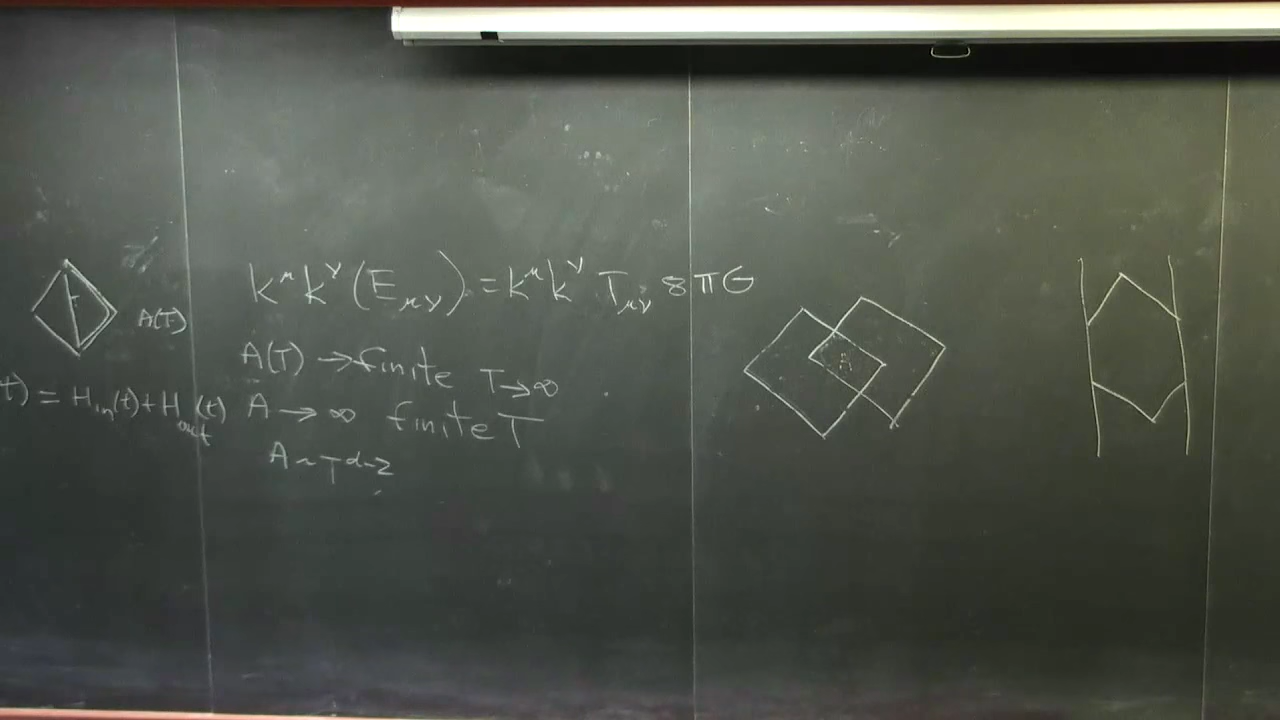 k^μ k^ν (E_μν) = k^μ k^ν T_μν 8πG
A(T)
A(T) → finite T → ∞
t) = H_in(t) + H_out(t)
A → ∞ finite T
A ~ T^d-2
A